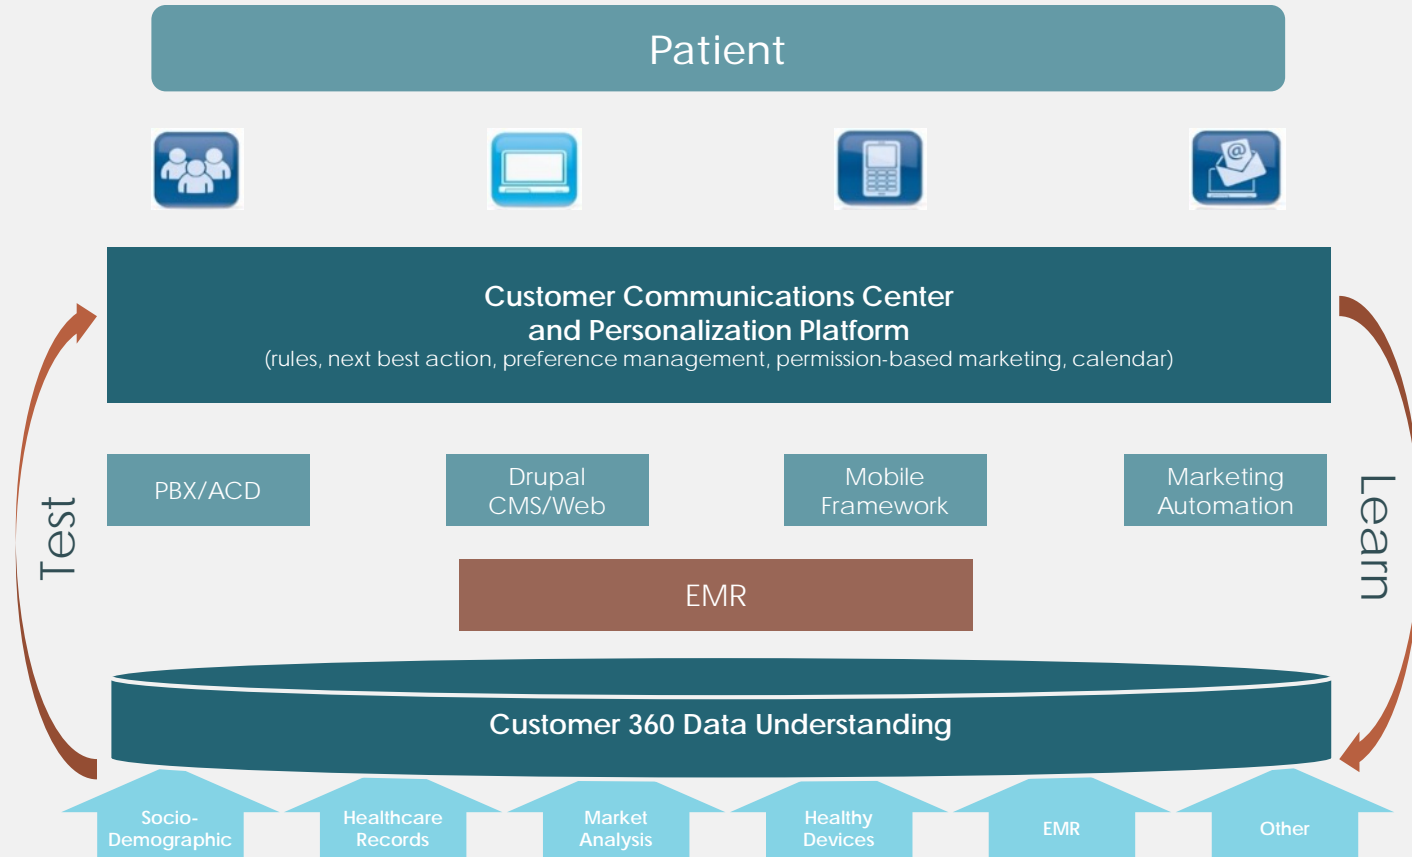 Patient
@
Customer Communications Center
and Personalization Platform
(rules, next best action, preference management, permission-based marketing, calendar)
PBX/ACD
Drupal
CMS/Web
Mobile
Framework
Marketing
Automation
Test
Learn
EMR
Customer 360 Data Understanding
Socio-
Demographic
Healthcare
Records
Market
Analysis
Healthy
Devices
EMR
Other